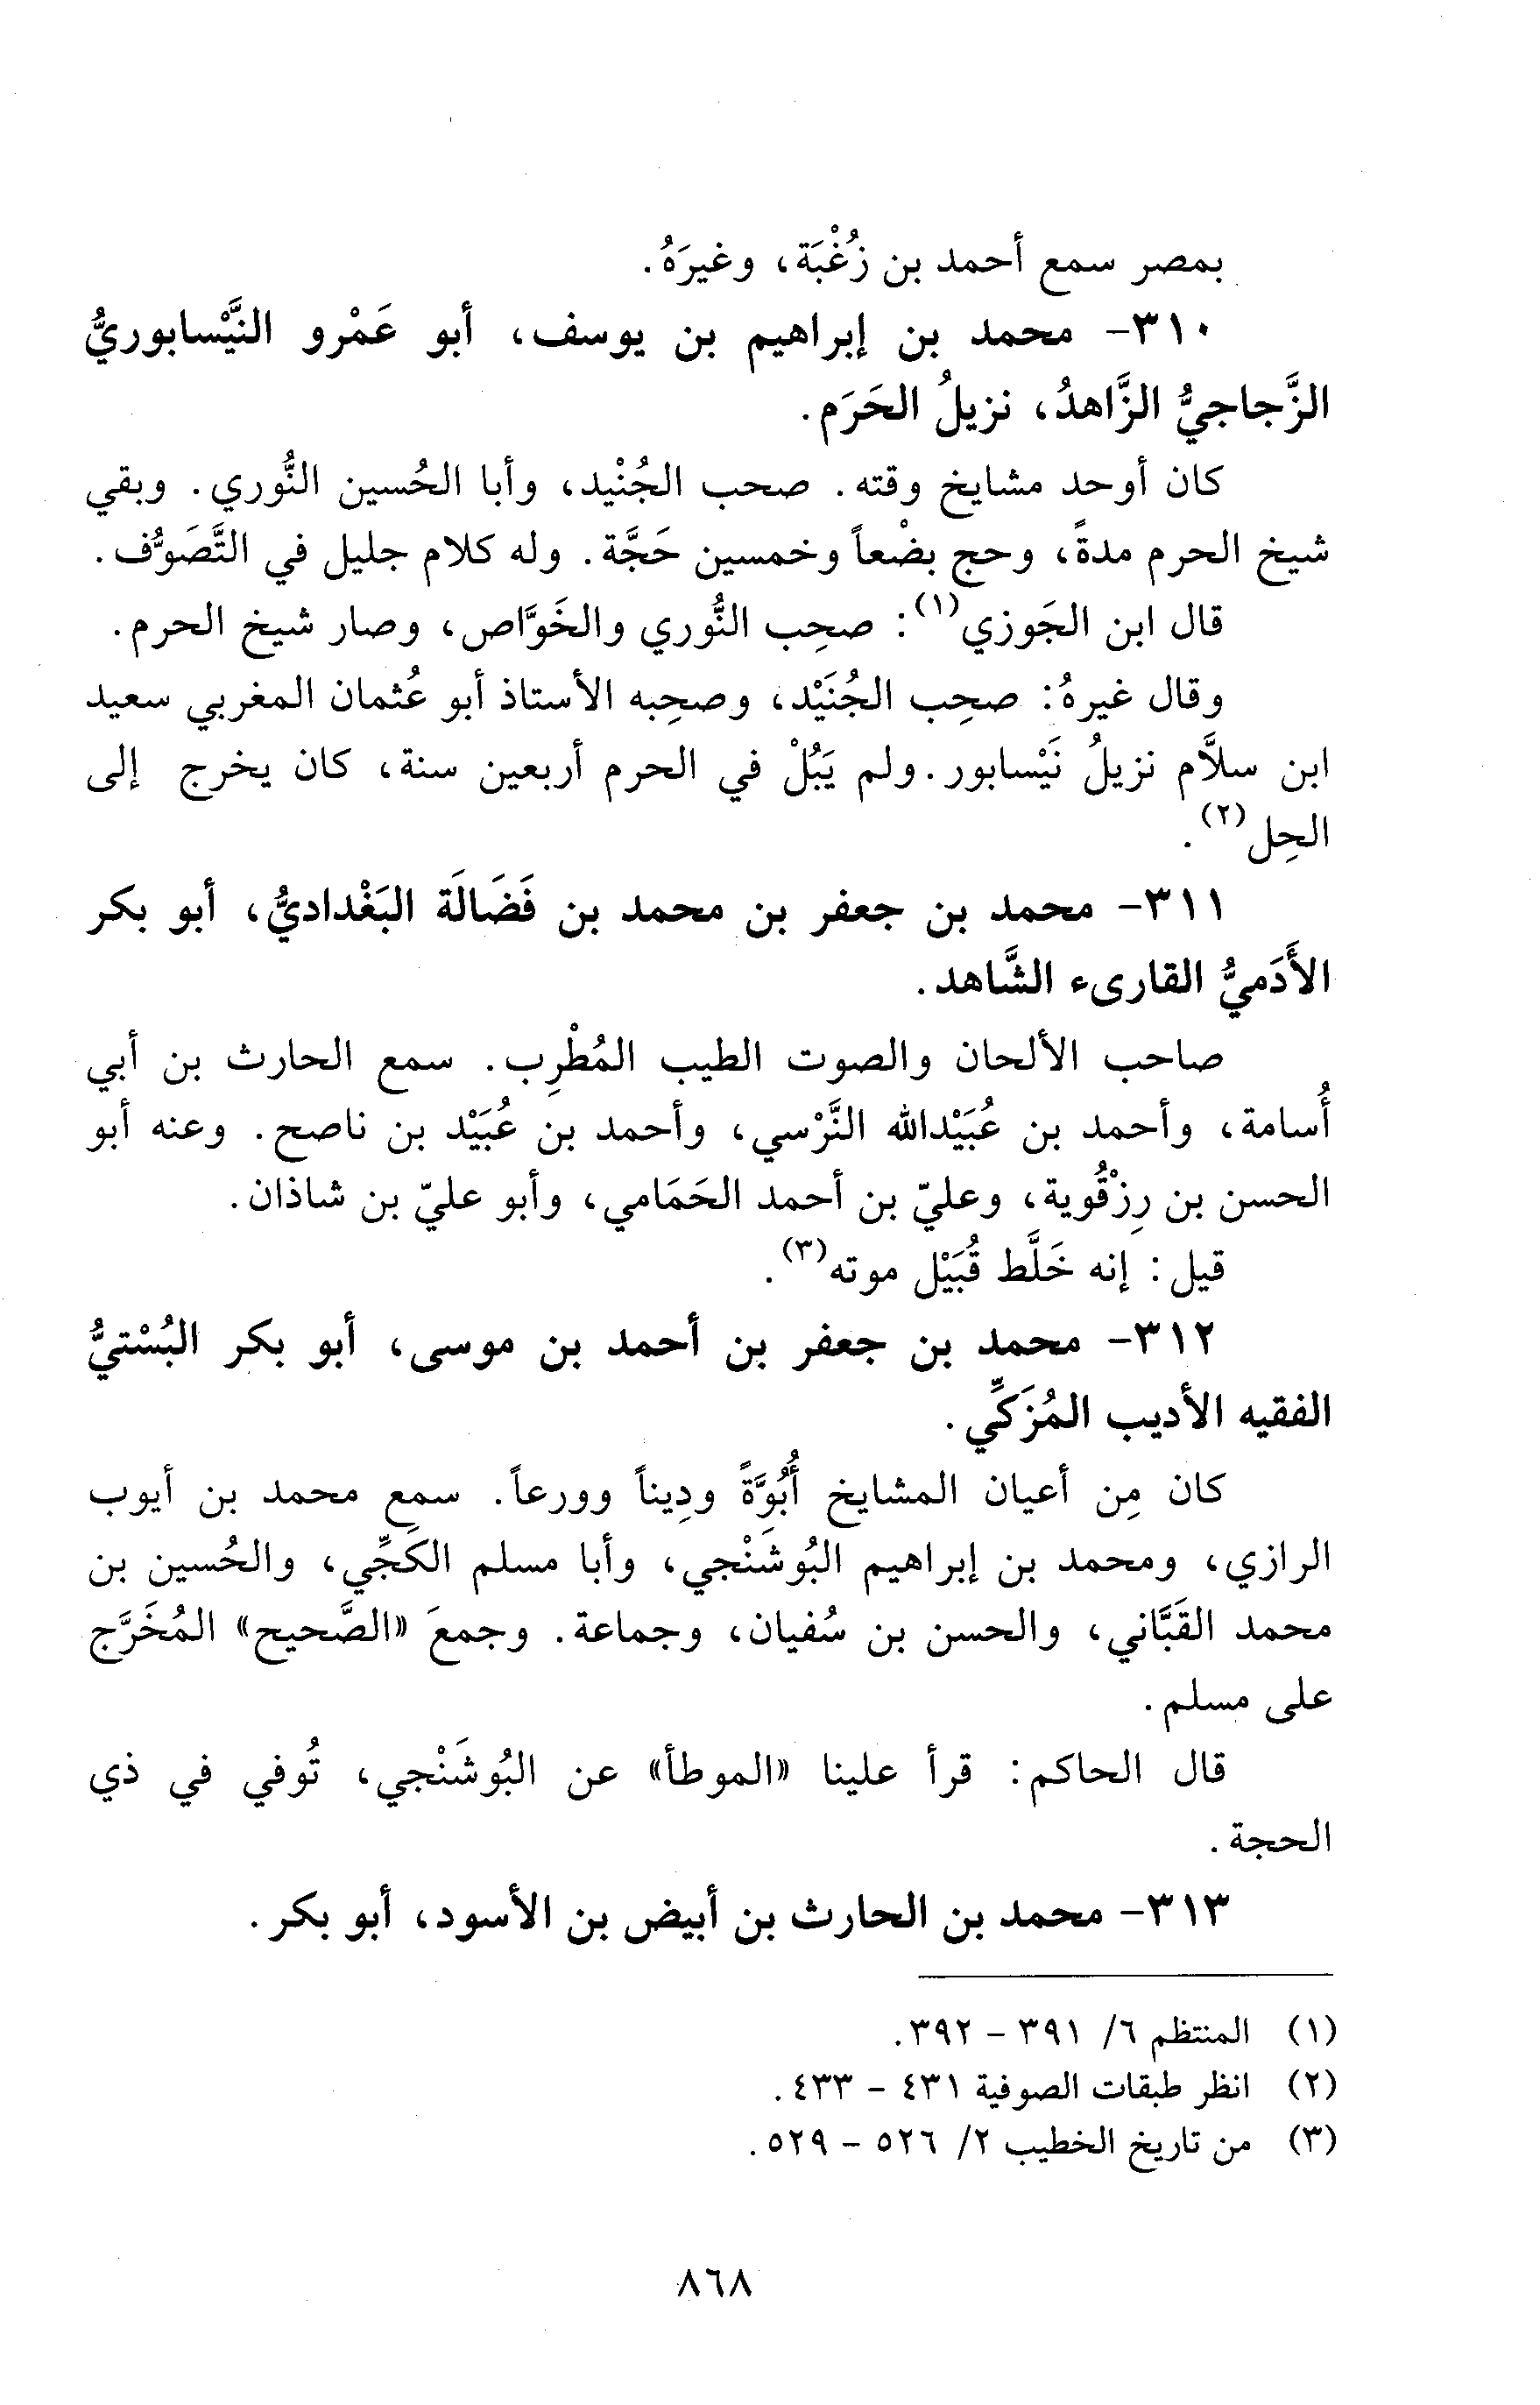 بمصر سمع أحمد بن زُغْبَة، وغيرَهُ.
٣١٠- محمد بن إبراهيم بن يوسف، أبو عَمْرو النَّيْسابوريُّ
الزَّجاجيُّ الزَّاهدُ، نزيلُ الحَرَم.
كان أوحد مشايخ وقته. صحب الجُنْيد، وأبا الحُسين النُّوري. وبقي
شيخ الحرم مدةً، وحج بضْعاً وخمسين حَجَّة. وله كلام جليل في التَّصَوُّف.
قال ابن الجَوزي(١): صحِب النُّوري والخَوَّاص، وصار شيخ الحرم.
وقال غيرهُ: صحِب الجُنَيْد، وصحِبه الأستاذ أبو عُثمان المغربي سعيد
ابن سلاَّم نزيلُ نَيْسابور. ولم يَبُلْ في الحرم أربعين سنة، كان يخرج إلى
الحِل(٢).
٣١١- محمد بن جعفر بن محمد بن فَضَالَة البَغْداديُّ، أبو بكر
الأَدَميُّ القارىء الشَّاهد.
صاحب الألحان والصوت الطيب المُطْرِب. سمع الحارث بن أبي
أُسامة، وأحمد بن عُبَيْدالله النَّرْسي، وأحمد بن عُبَيْد بن ناصح. وعنه أبو
الحسن بن رِزْقُوية، وعليّ بن أحمد الحَمَامي، وأبو عليّ بن شاذان.
قيل: إنه خَلَّط قُبَيْل موته(٣).
٣١٢- محمد بن جعفر بن أحمد بن موسى، أبو بكر البُسْتيُّ
الفقيه الأديب المُزَكِّي.
كان مِن أعيان المشايخ أُبُوَّةً ودِيناً وورعاً. سمع محمد بن أيوب
الرازي، ومحمد بن إبراهيم البُوشَنْجي، وأبا مسلم الكَجِّي، والحُسين بن
محمد القَبَّاني، والحسن بن سُفيان، وجماعة. وجمعَ «الصَّحيح» المُخَرَّج
على مسلم.
قال الحاكم: قرأ علينا «الموطأ» عن البُوشَنْجي، تُوفي في ذي
الحجة.
٣١٣- محمد بن الحارث بن أبيض بن الأسود، أبو بكر.
(١) المنتظم ٦/ ٣٩١ - ٣٩٢.
(٢) انظر طبقات الصوفية ٤٣١ - ٤٣٣.
(٣) من تاريخ الخطيب ٢/ ٥٢٦ - ٥٢٩.
٨٦٨